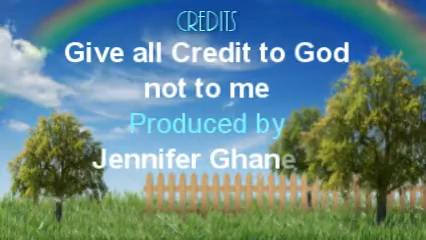 CREDITS
Give all Credit to God
not to me
Produced by
Jennifer Ghane